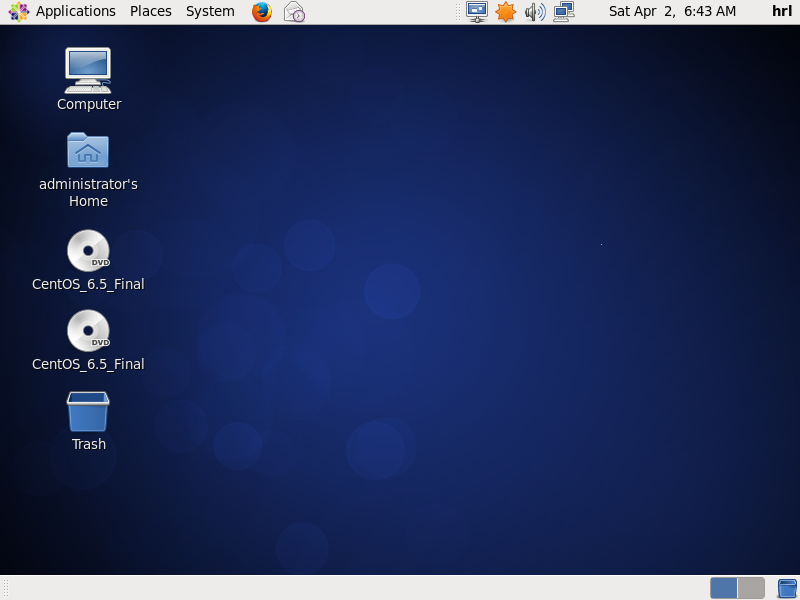 Applications Places System Sat Apr 2, 6:43 AM hrl
Computer
administrator's
Home
DVD
CentOS_6.5_Final
DVD
CentOS_6.5_Final
Trash